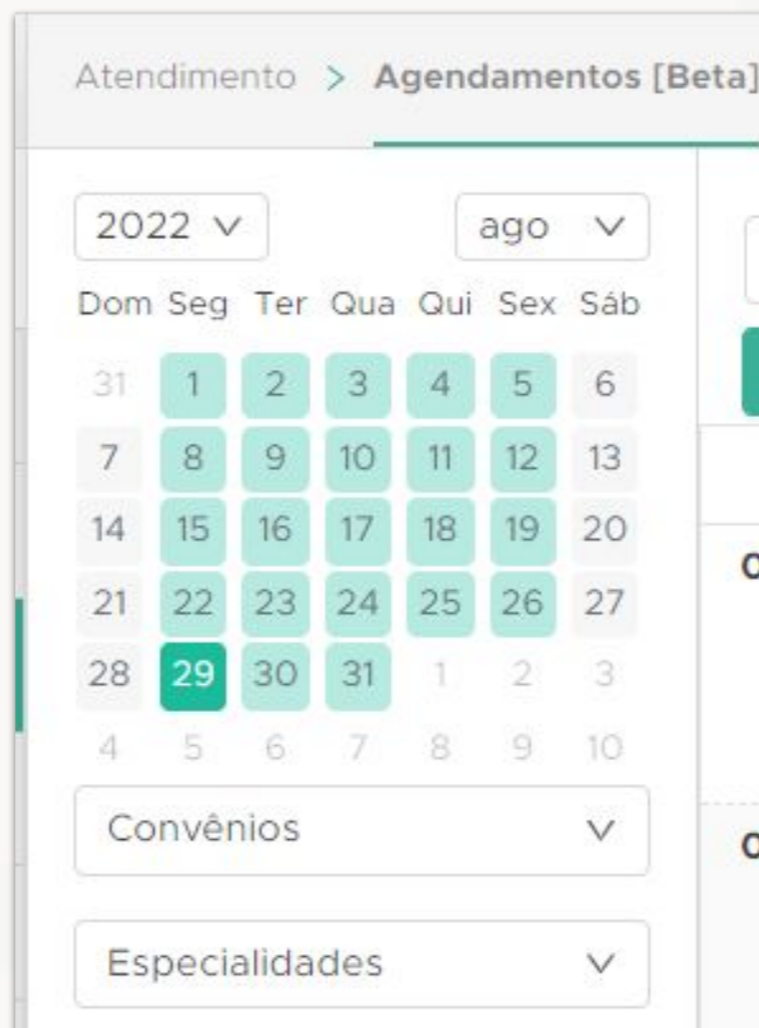 Atendimento > Agendamentos [Beta]
2022 ago
Dom Seg Ter Qua Qui Sex Sáb
31 1 2 3 4 5 6
7 8 9 10 11 12 13
14 15 16 17 18 19 20
21 22 23 24 25 26 27
28 29 30 31 1 2 3
4 5 6 7 8 9 10
Convênios
Especialidades